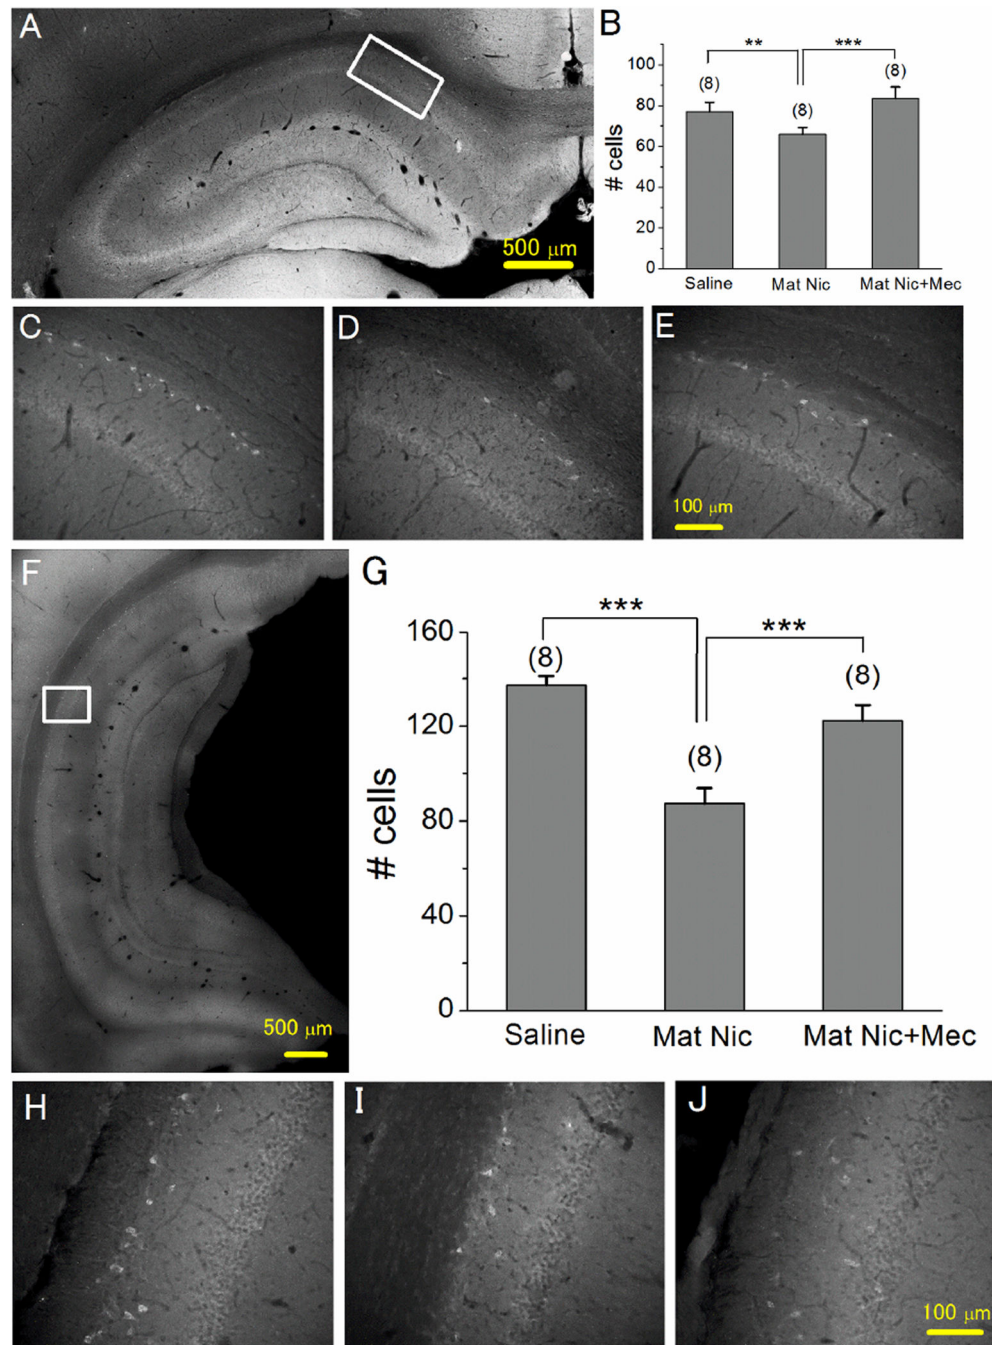 A
500 μm
B
# cells
100
80
60
40
20
0
**
***
(8)
(8)
(8)
Saline
Mat Nic
Mat Nic+Mec
C
D
E
100 μm
F
500 μm
G
# cells
160
120
80
40
0
***
***
(8)
(8)
(8)
Saline
Mat Nic
Mat Nic+Mec
H
I
J
100 μm